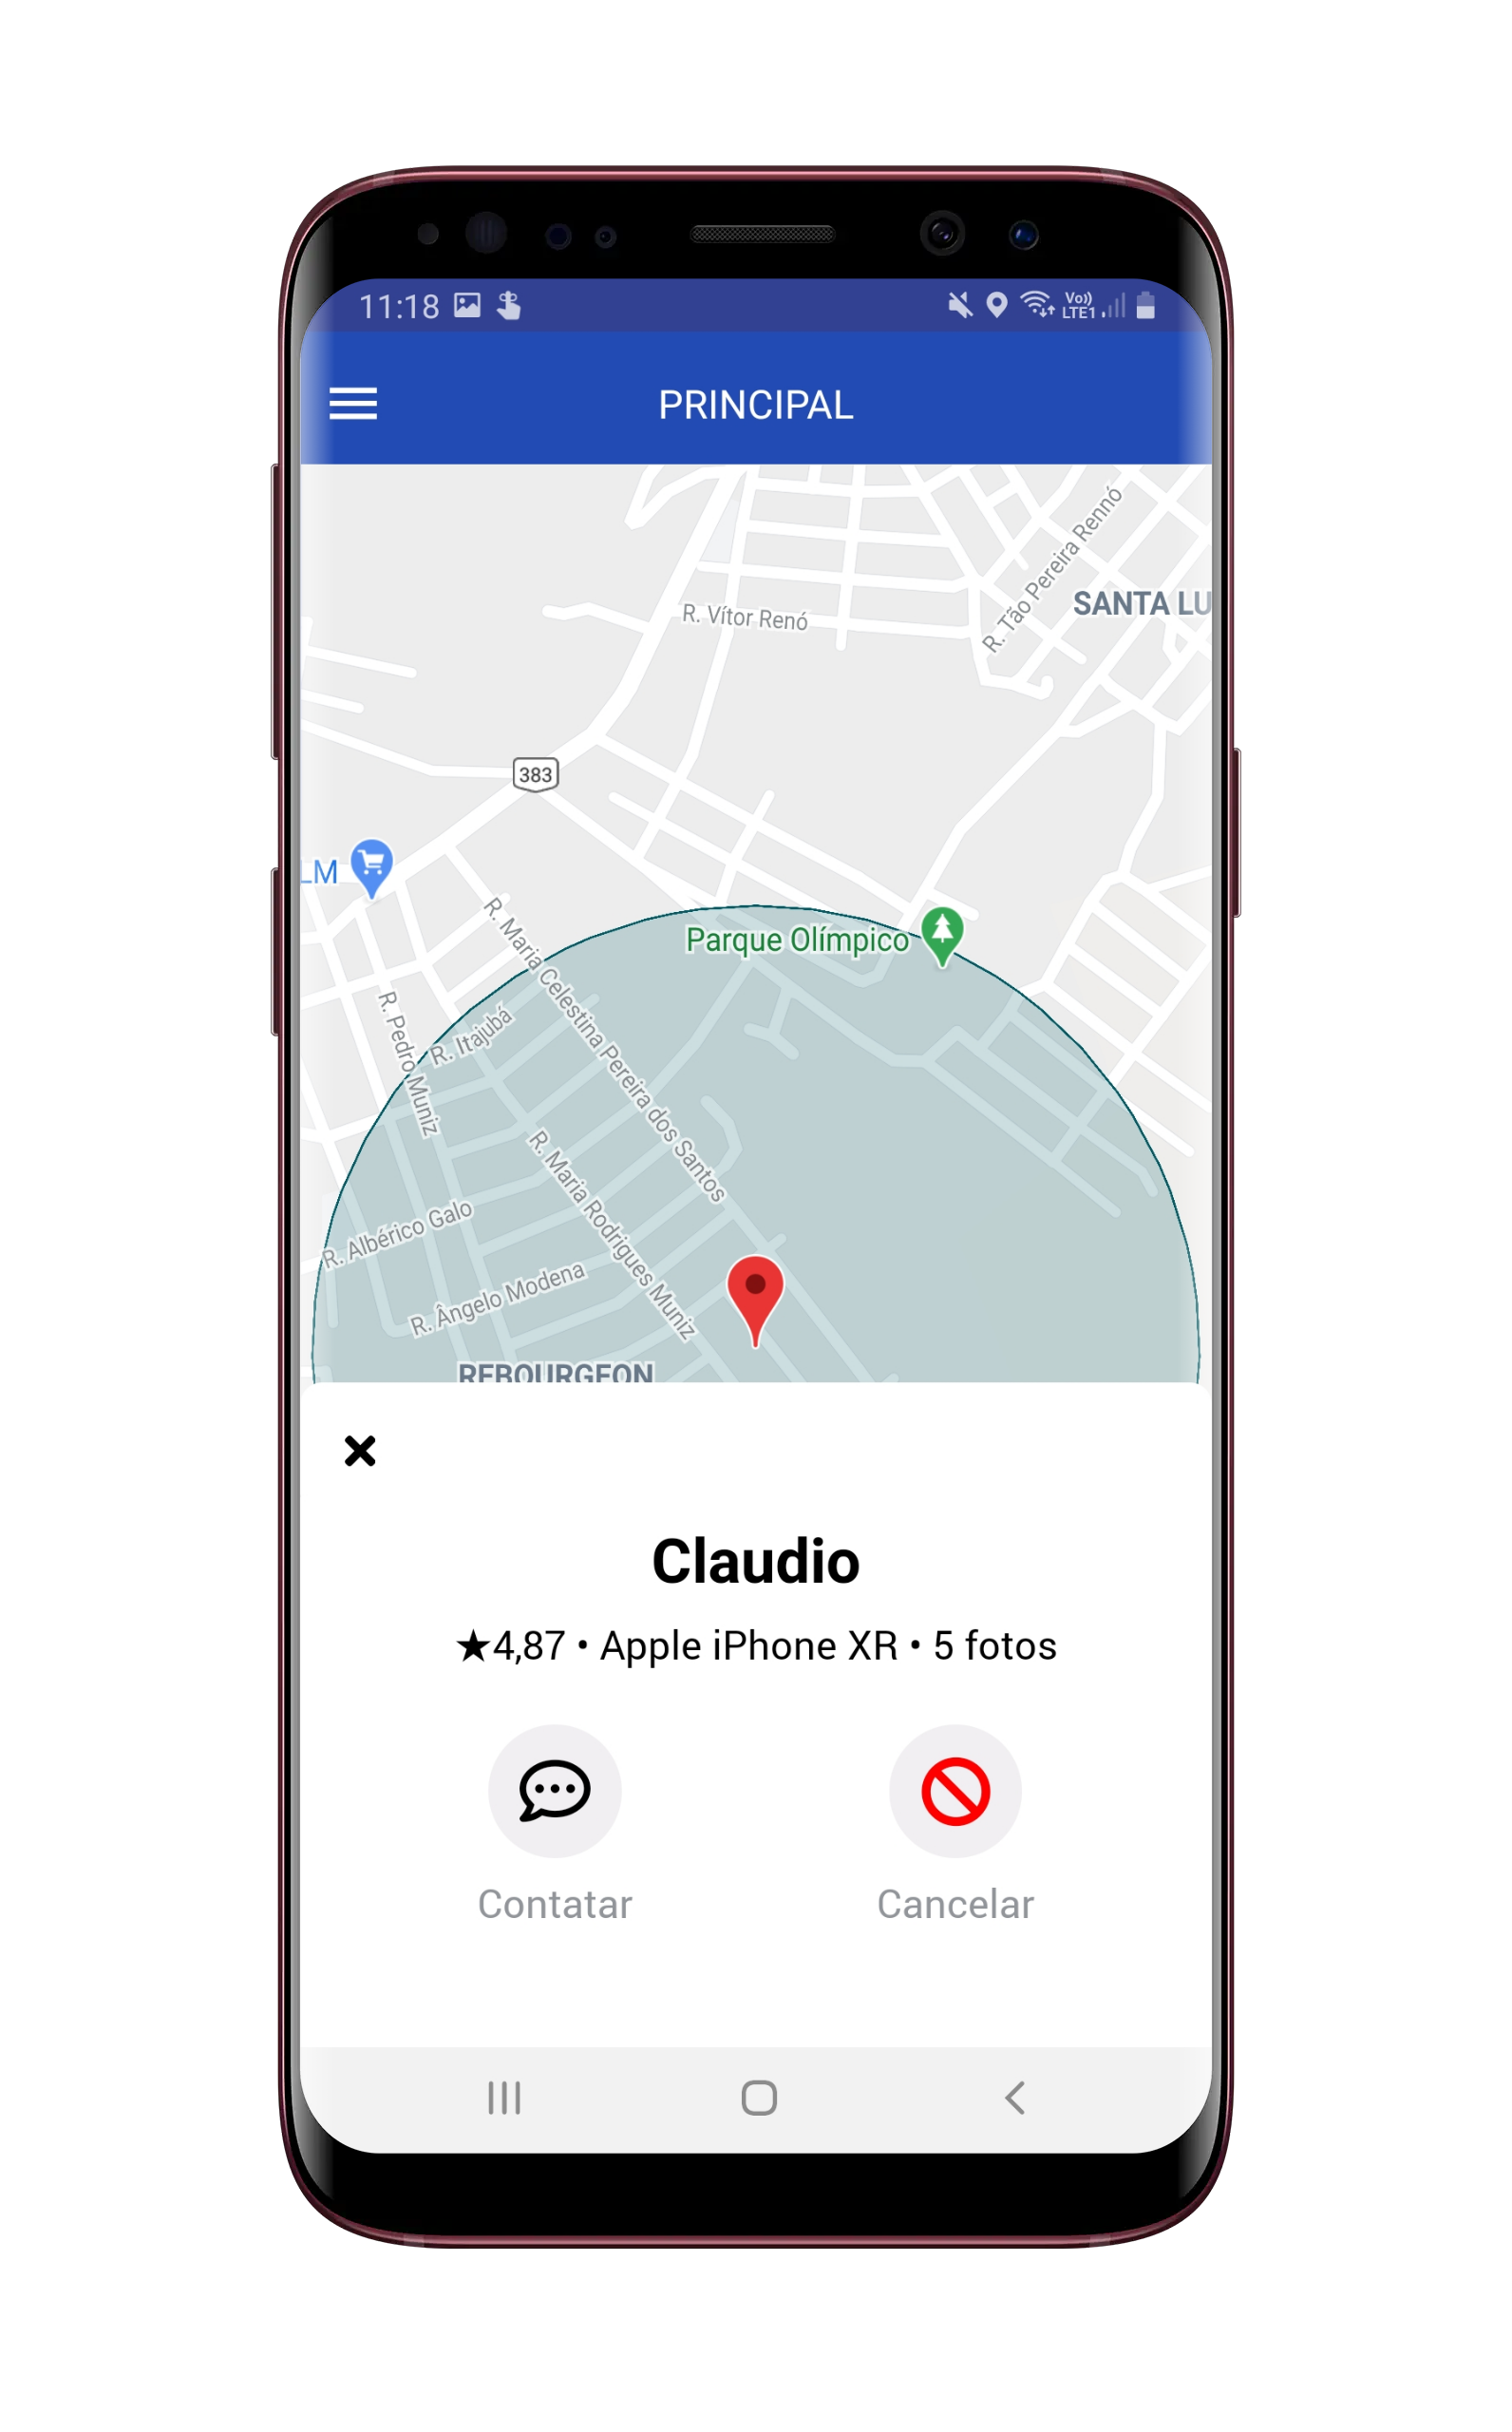 11:18
Vo))
LTE1
PRINCIPAL
R. Vítor Renó
R. Tão Pereira Rennó
SANTA LU
383
LM
Parque Olímpico
R. Maria Celestina Pereira dos Santos
R. Pedro Muniz
R. Itajubá
R. Maria Rodrigues Muniz
R. Albérico Galo
R. Ângelo Modena
REBOURGEON
Claudio
★4,87 • Apple iPhone XR • 5 fotos
Contatar
Cancelar